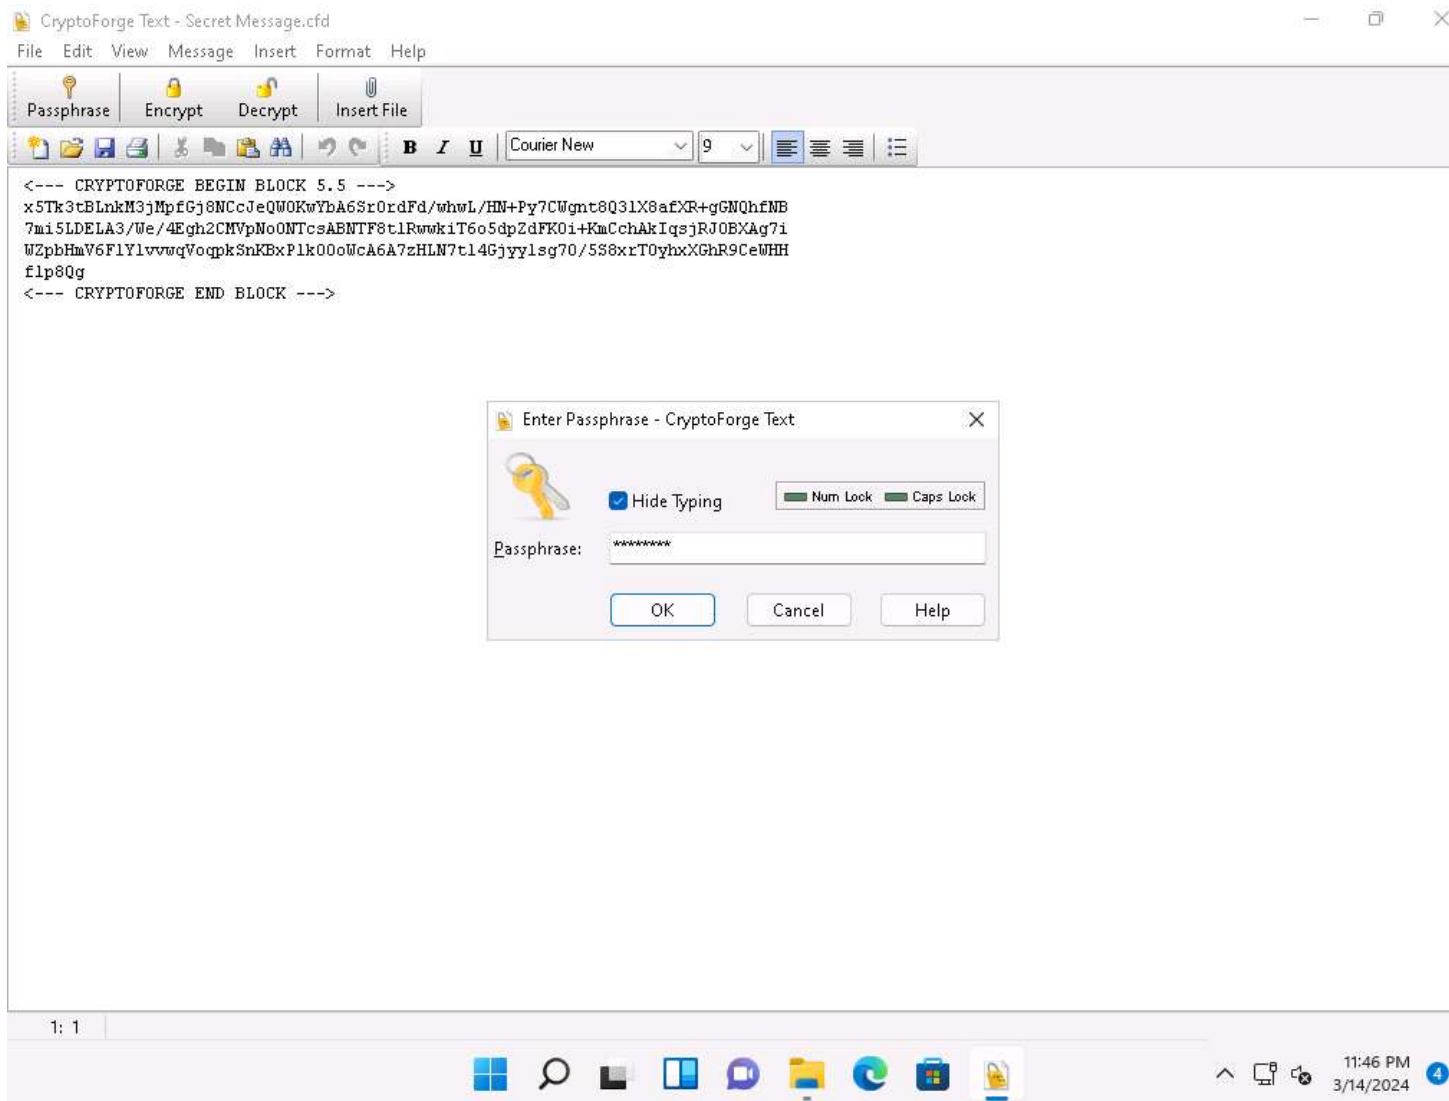 CryptoForge Text - Secret Message.cfd
File Edit View Message Insert Format Help
Passphrase Encrypt Decrypt Insert File
B I U Courier New 9
<--- CRYPTOFORGE BEGIN BLOCK 5.5 --->
x5Tk3tBLnkM3jMpfGj8NCcJeQW0KwYbA6Sr0rdFd/whwL/HN+Py7CWgnt8Q31X8afXR+gGNQhfNB
7mi5LDELA3/We/4Egh2CMVpNo0NTcsABNTF8tlRwwkiT6o5dpZdFK0i+KmCchAkIqsjRJ0BXAg7i
WZpbHmV6FlYlvvwqVoqpkSnKBxPlk00oWcA6A7zHLN7tl4Gjyylsg70/5S8xrT0yhxXGhR9CeWHH
flp8Qg
<--- CRYPTOFORGE END BLOCK --->
Enter Passphrase - CryptoForge Text
Hide Typing Num Lock Caps Lock
Passphrase: ********
OK Cancel Help
1: 1
11:46 PM
3/14/2024 4